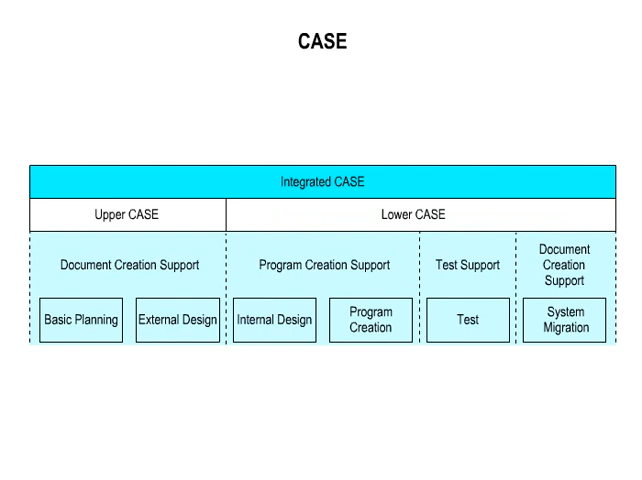 CASE
Integrated CASE
Upper CASE
Lower CASE
Document Creation Support
Program Creation Support
Test Support
Document
Creation
Support
Basic Planning
External Design
Internal Design
Program
Creation
Test
System
Migration